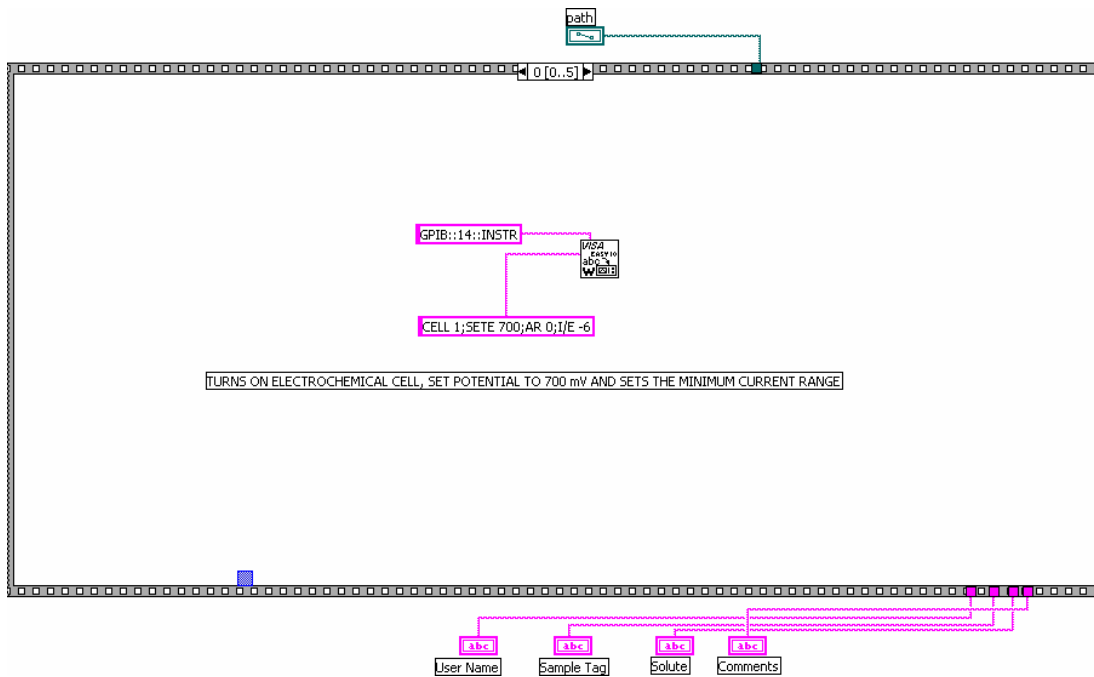 path
0 [0..5]
GPIB::14::INSTR
VISA
EASY IO
abc
W
CELL 1;SETE 700;AR 0;I/E -6
TURNS ON ELECTROCHEMICAL CELL, SET POTENTIAL TO 700 mV AND SETS THE MINIMUM CURRENT RANGE
abc abc abc abc
User Name Sample Tag Solute Comments